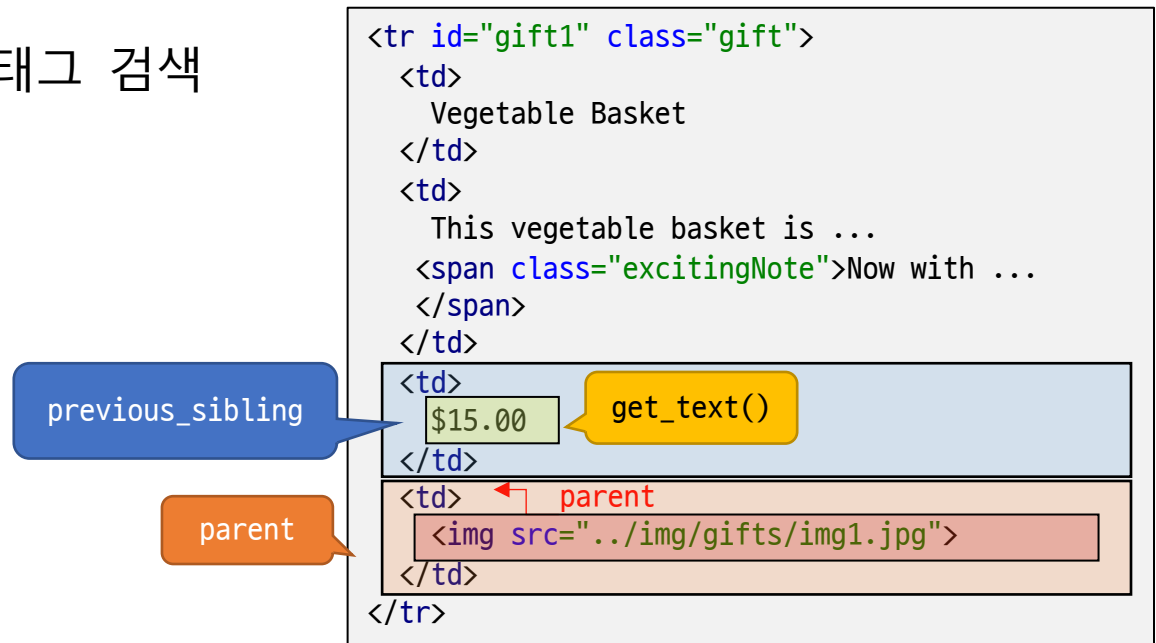 태그 검색
<tr id="gift1" class="gift">
<td>
Vegetable Basket
</td>
<td>
This vegetable basket is ...
<span class="excitingNote">Now with ...
</span>
</td>
<td>
previous_sibling
$15.00
get_text()
</td>
<td>
parent
parent
<img src="../img/gifts/img1.jpg">
</td>
</tr>